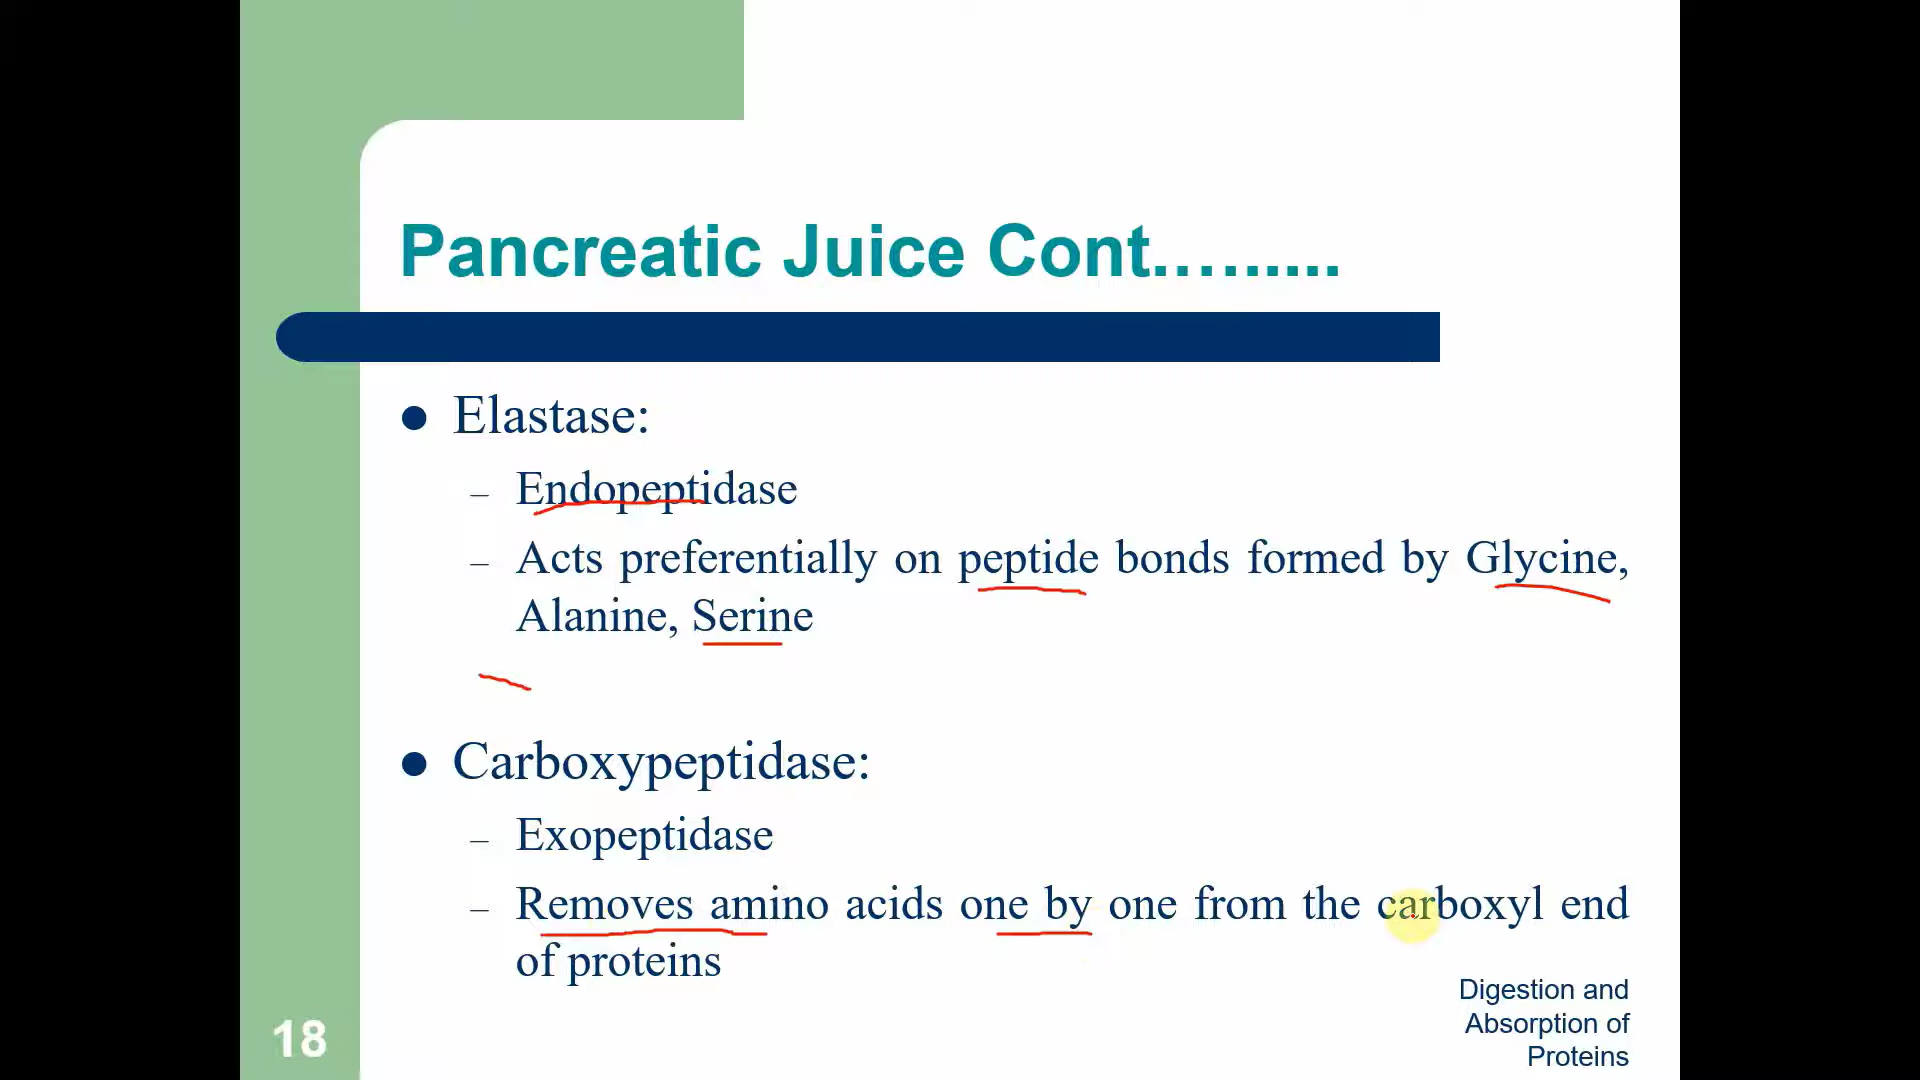 Pancreatic Juice Cont…......
● Elastase:
– Endopeptidase
– Acts preferentially on peptide bonds formed by Glycine,
Alanine, Serine
● Carboxypeptidase:
– Exopeptidase
– Removes amino acids one by one from the carboxyl end
of proteins
18
Digestion and
Absorption of
Proteins